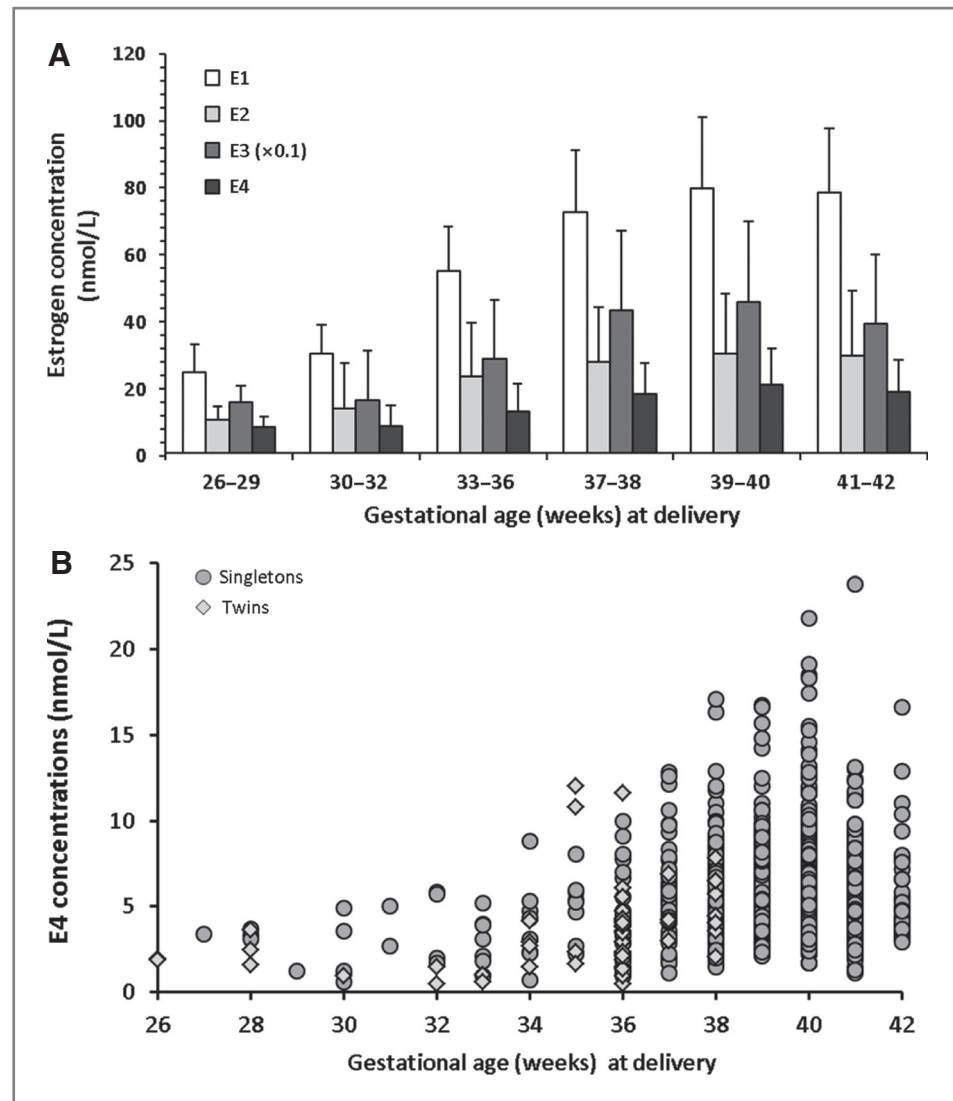 A
120
100
80
60
40
20
0
Estrogen concentration
(nmol/L)
E1
E2
E3 (×0.1)
E4
26–29 30–32 33–36 37–38 39–40 41–42
Gestational age (weeks) at delivery
B
25
20
15
10
5
0
E4 concentrations (nmol/L)
Singletons
Twins
26 28 30 32 34 36 38 40 42
Gestational age (weeks) at delivery